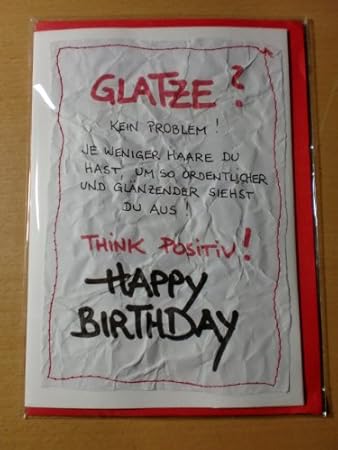 GLATZE?
KEIN PROBLEM!
JE WENIGER HAARE DU
HAST, UM SO ORDENTLICHER
UND GLÄNZENDER SIEHST
DU AUS!
THINK POSITIV!
HAPPY
BIRTHDAY